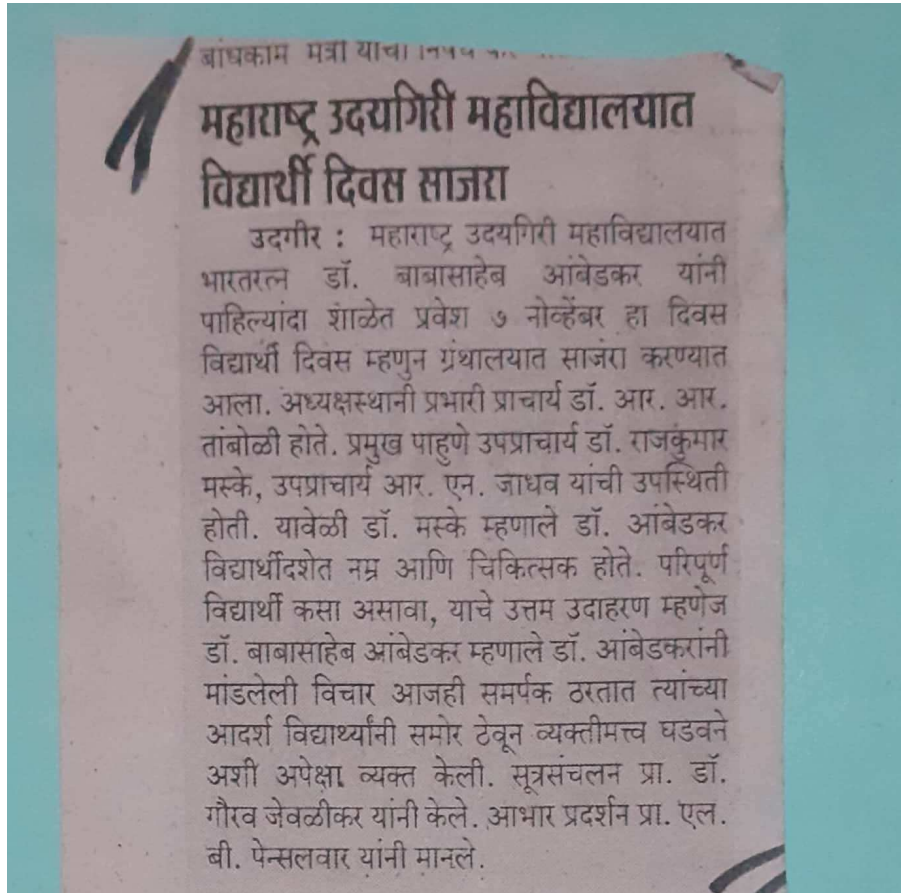 बांधकाम मंत्री यांचा
महाराष्ट्र उदयगिरी महाविद्यालयात
विद्यार्थी दिवस साजरा
उदगीर : महाराष्ट्र उदयगिरी महाविद्यालयात
भारतरत्न डॉ. बाबासाहेब आंबेडकर यांनी
पाहिल्यांदा शाळेत प्रवेश ७ नोव्हेंबर हा दिवस
विद्यार्थी दिवस म्हणुन ग्रंथालयात साजरा करण्यात
आला. अध्यक्षस्थानी प्रभारी प्राचार्य डॉ. आर. आर.
तांबोळी होते. प्रमुख पाहुणे उपप्राचार्य डॉ. राजकुमार
मस्के, उपप्राचार्य आर. एन. जाधव यांची उपस्थिती
होती. यावेळी डॉ. मस्के म्हणाले डॉ. आंबेडकर
विद्यार्थीदशेत नम्र आणि चिकित्सक होते. परिपूर्ण
विद्यार्थी कसा असावा, याचे उत्तम उदाहरण म्हणेज
डॉ. बाबासाहेब आंबेडकर म्हणाले डॉ. आंबेडकरांनी
मांडलेली विचार आजही समर्पक ठरतात त्यांच्या
आदर्श विद्यार्थ्यांनी समोर ठेवून व्यक्तीमत्त्व घडवने
अशी अपेक्षा व्यक्त केली. सूत्रसंचलन प्रा. डॉ.
गौरव जेवळीकर यांनी केले. आभार प्रदर्शन प्रा. एल.
बी. पेन्सलवार यांनी मानले.